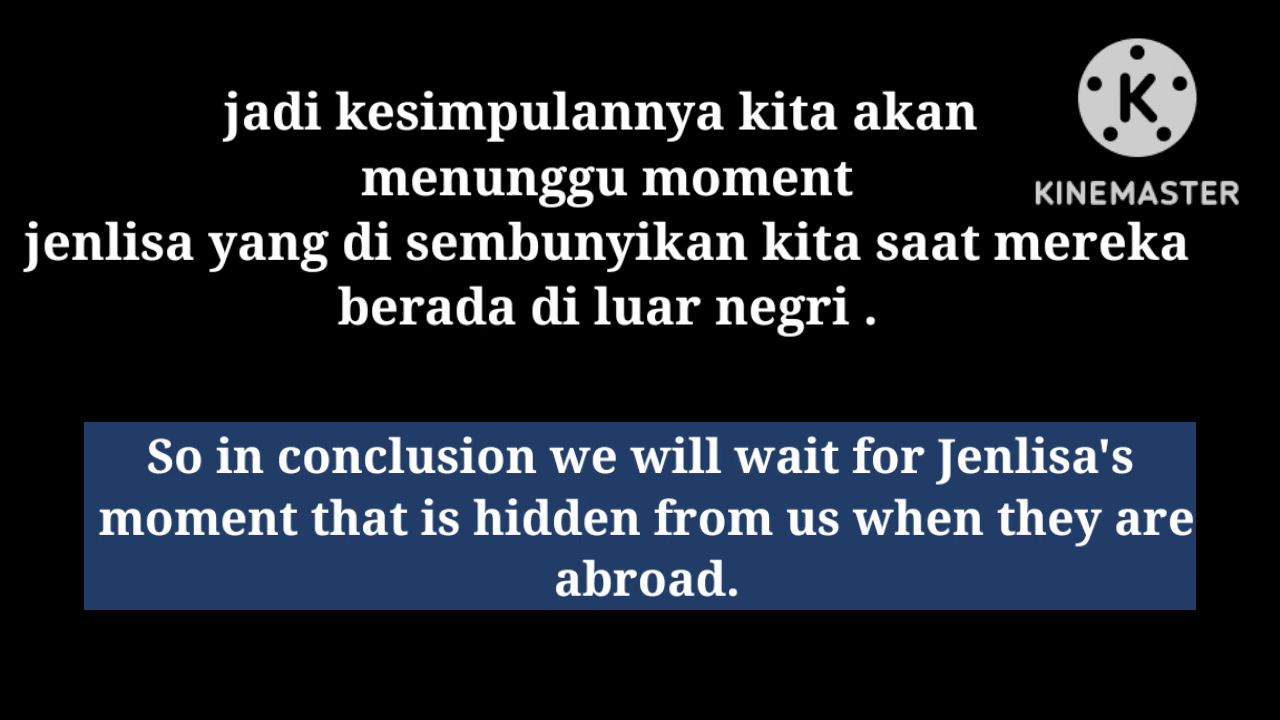 jadi kesimpulannya kita akan
menunggu moment
jenlisa yang di sembunyikan kita saat mereka
berada di luar negri .
K
KINEMASTER
So in conclusion we will wait for Jenlisa's
moment that is hidden from us when they are
abroad.